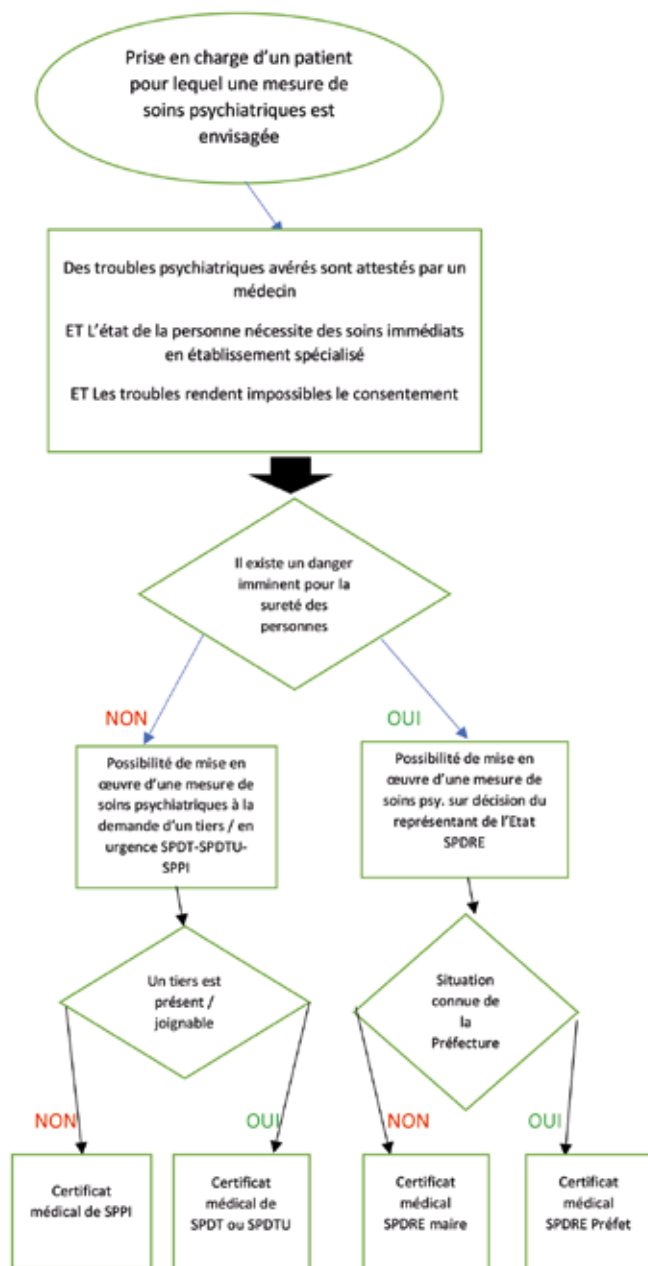 Prise en charge d'un patient
pour lequel une mesure de
soins psychiatriques est
envisagée
Des troubles psychiatriques avérés sont attestés par un
médecin
ET L'état de la personne nécessite des soins immédiats
en établissement spécialisé
ET Les troubles rendent impossibles le consentement
Il existe un danger
imminent pour la
sureté des
personnes
NON
OUI
Possibilité de mise en
œuvre d'une mesure de
soins psychiatriques à la
demande d'un tiers / en
urgence SPDT-SPDTU-
SPPI
Possibilité de mise en
œuvre d'une mesure de
soins psy. sur décision du
représentant de l'Etat
SPDRE
Un tiers est
présent /
joignable
Situation
connue de
la
Préfecture
NON
OUI
NON
OUI
Certificat
médical de SPPI
Certificat
médical de
SPDT ou SPDTU
Certificat
médical
SPDRE maire
Certificat
médical
SPDRE Préfet